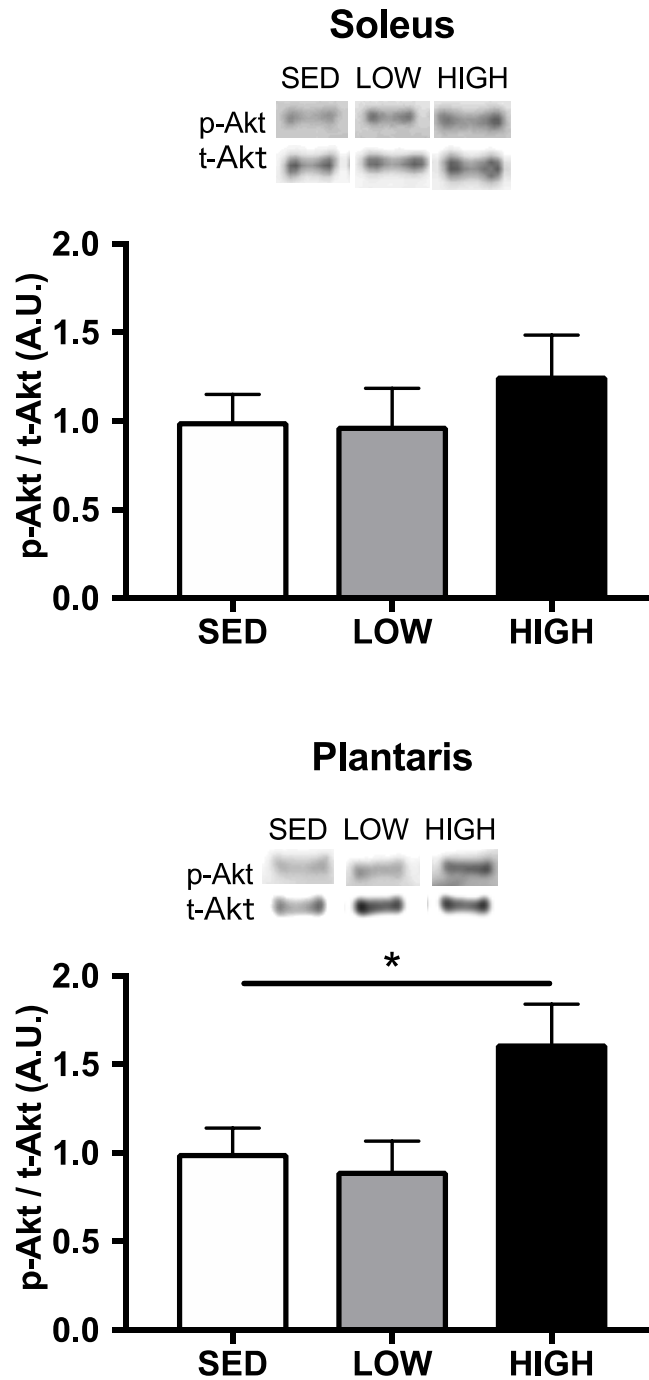 Soleus
SED LOW HIGH
p-Akt
t-Akt
p-Akt / t-Akt (A.U.)
2.0
1.5
1.0
0.5
0.0
SED LOW HIGH
Plantaris
SED LOW HIGH
p-Akt
t-Akt
p-Akt / t-Akt (A.U.)
*
2.0
1.5
1.0
0.5
0.0
SED LOW HIGH